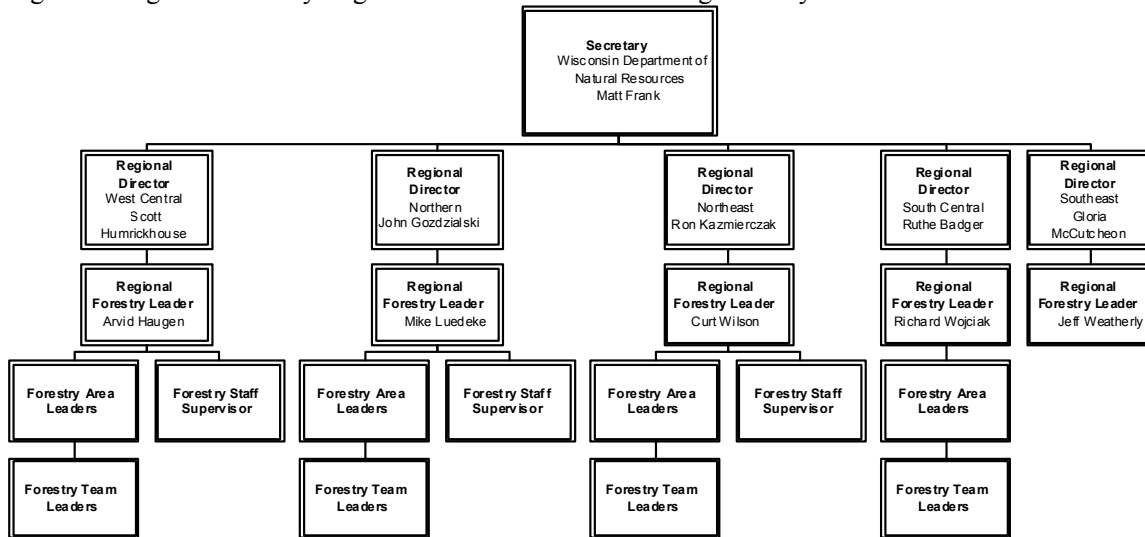 Secretary
Wisconsin Department of
Natural Resources
Matt Frank
Regional
Director
West Central
Scott
Humrickhouse
Regional
Director
Northern
John Gozdzialski
Regional
Director
Northeast
Ron Kazmierczak
Regional
Director
South Central
Ruthe Badger
Regional
Director
Southeast
Gloria
McCutcheon
Regional
Forestry Leader
Arvid Haugen
Regional
Forestry Leader
Mike Luedeke
Regional
Forestry Leader
Curt Wilson
Regional
Forestry Leader
Richard Wojciak
Regional
Forestry Leader
Jeff Weatherly
Forestry Area
Leaders
Forestry Staff
Supervisor
Forestry Area
Leaders
Forestry Staff
Supervisor
Forestry Area
Leaders
Forestry Staff
Supervisor
Forestry Area
Leaders
Forestry Team
Leaders
Forestry Team
Leaders
Forestry Team
Leaders
Forestry Team
Leaders